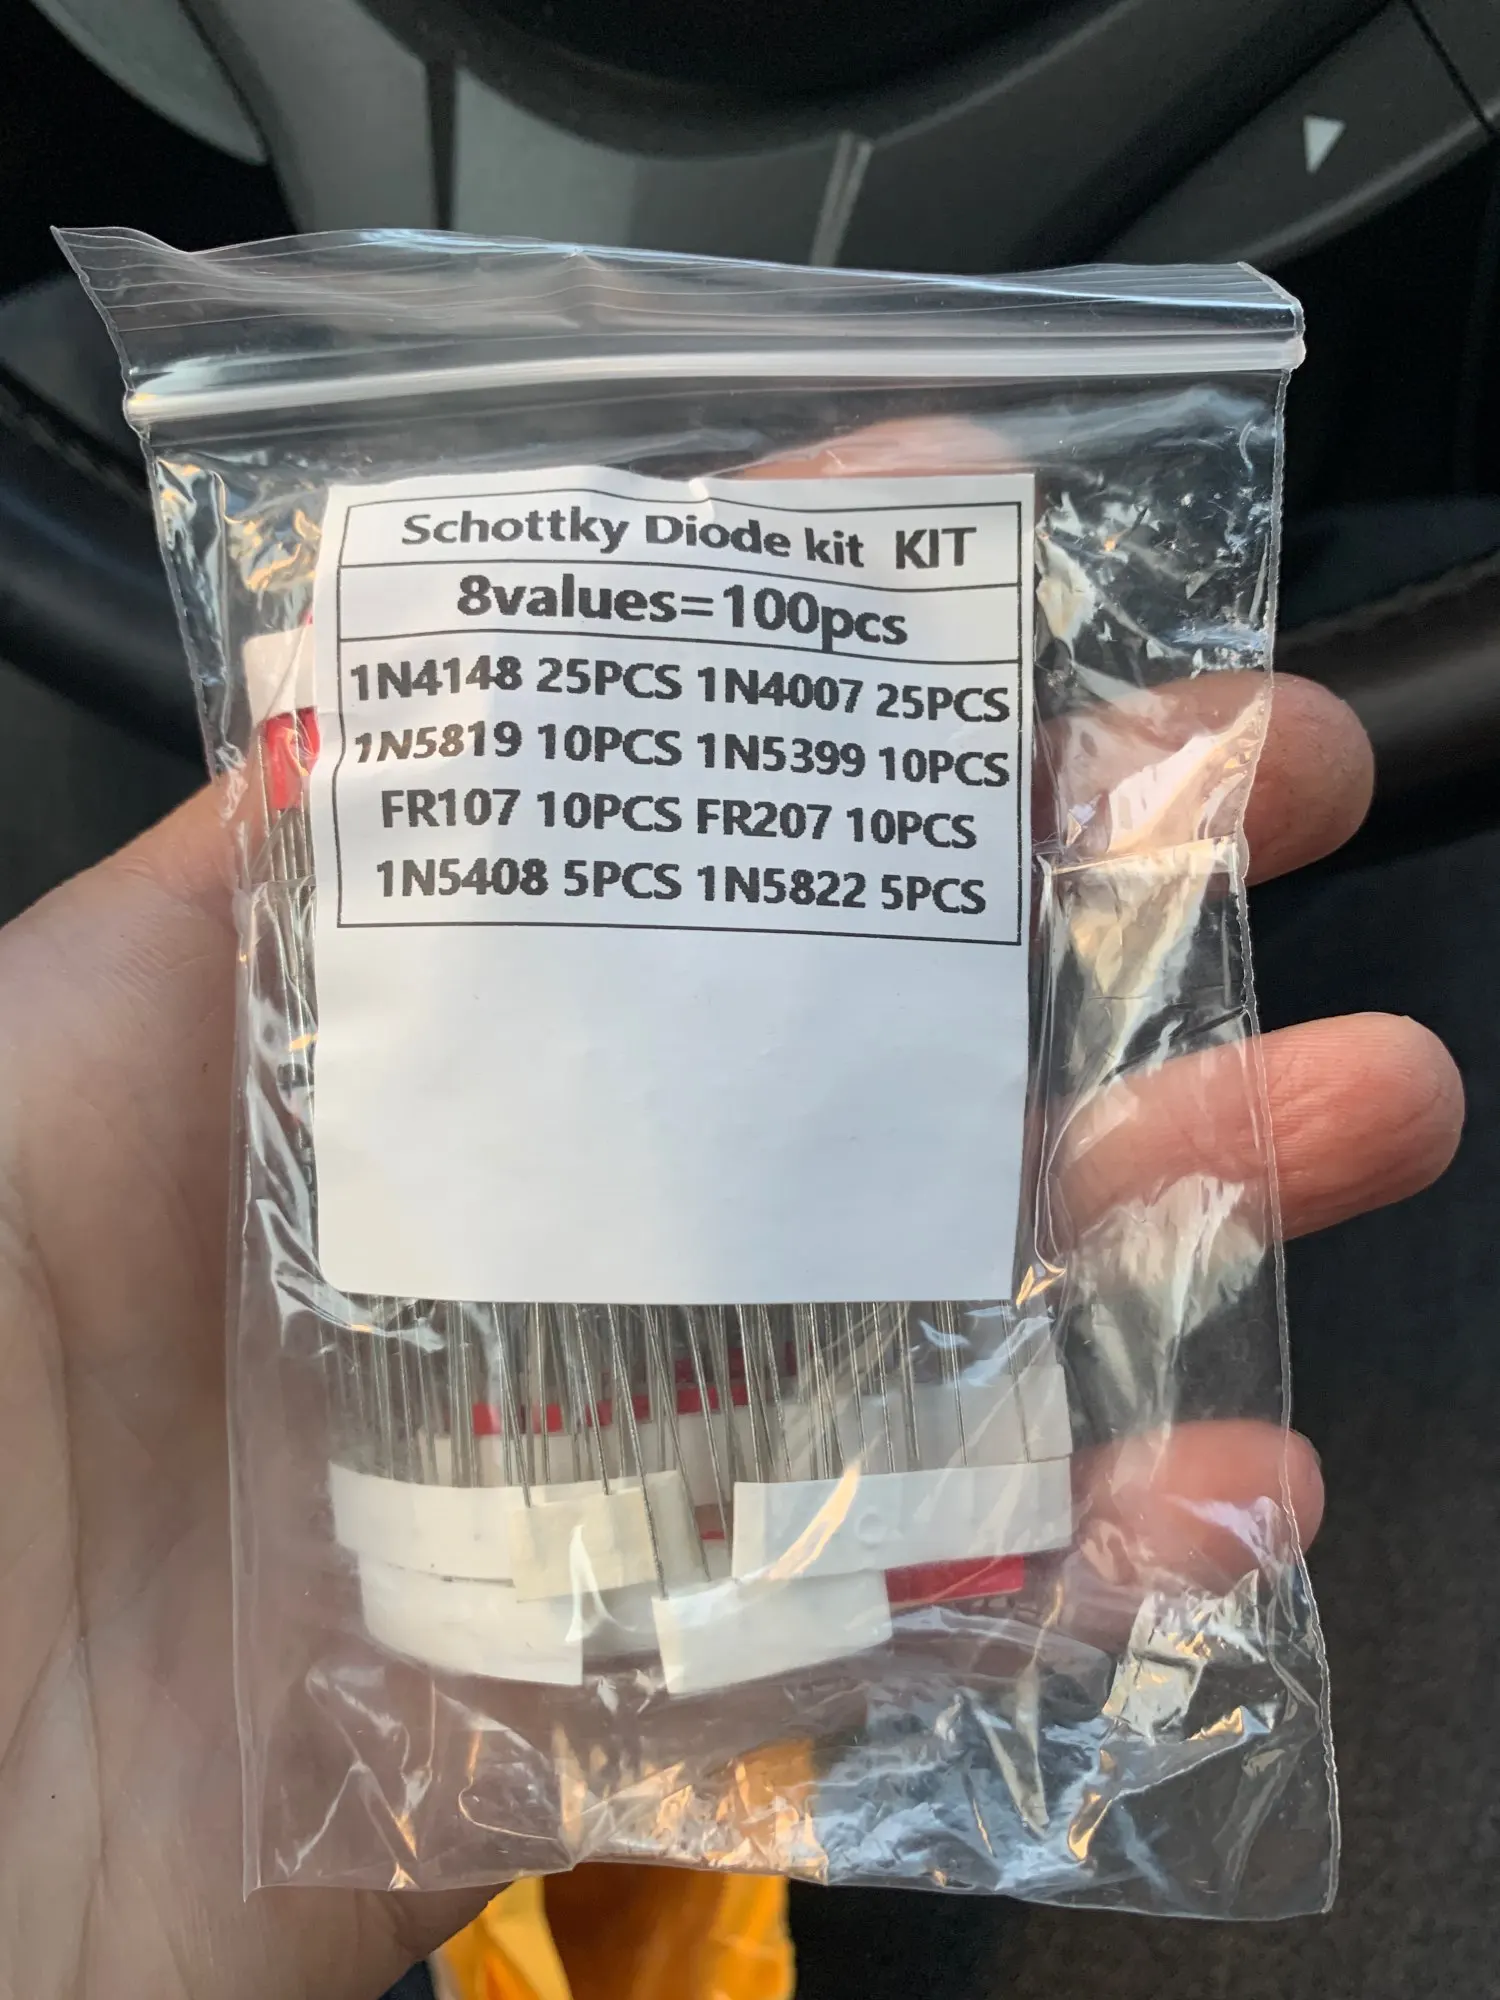 Schottky Diode kit KIT
8values=100pcs
1N4148 25PCS 1N4007 25PCS
1N5819 10PCS 1N5399 10PCS
FR107 10PCS FR207 10PCS
1N5408 5PCS 1N5822 5PCS